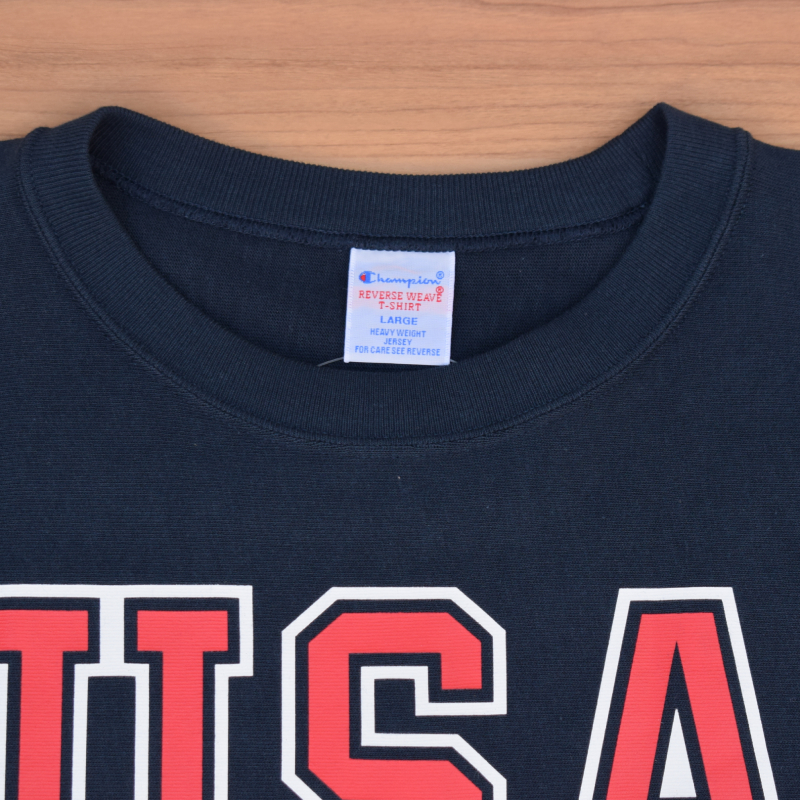 Champion®
REVERSE WEAVE®
T-SHIRT
LARGE
HEAVY WEIGHT
JERSEY
FOR CARE SEE REVERSE
USA